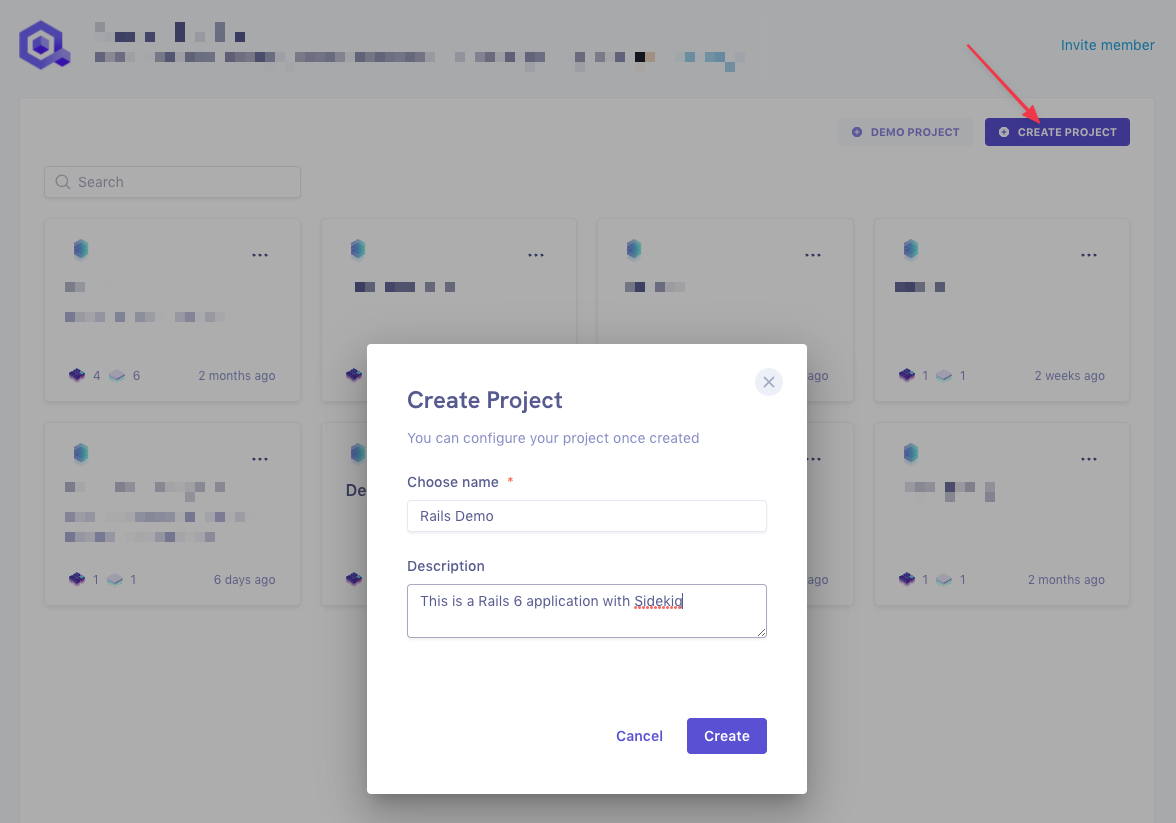 Invite member
DEMO PROJECT
CREATE PROJECT
Search
4 6 2 months ago
ago
1 1 2 weeks ago
De
1 1 6 days ago
ago
1 1 2 months ago
Create Project
You can configure your project once created
Choose name *
Rails Demo
Description
This is a Rails 6 application with Sidekiq
Cancel
Create